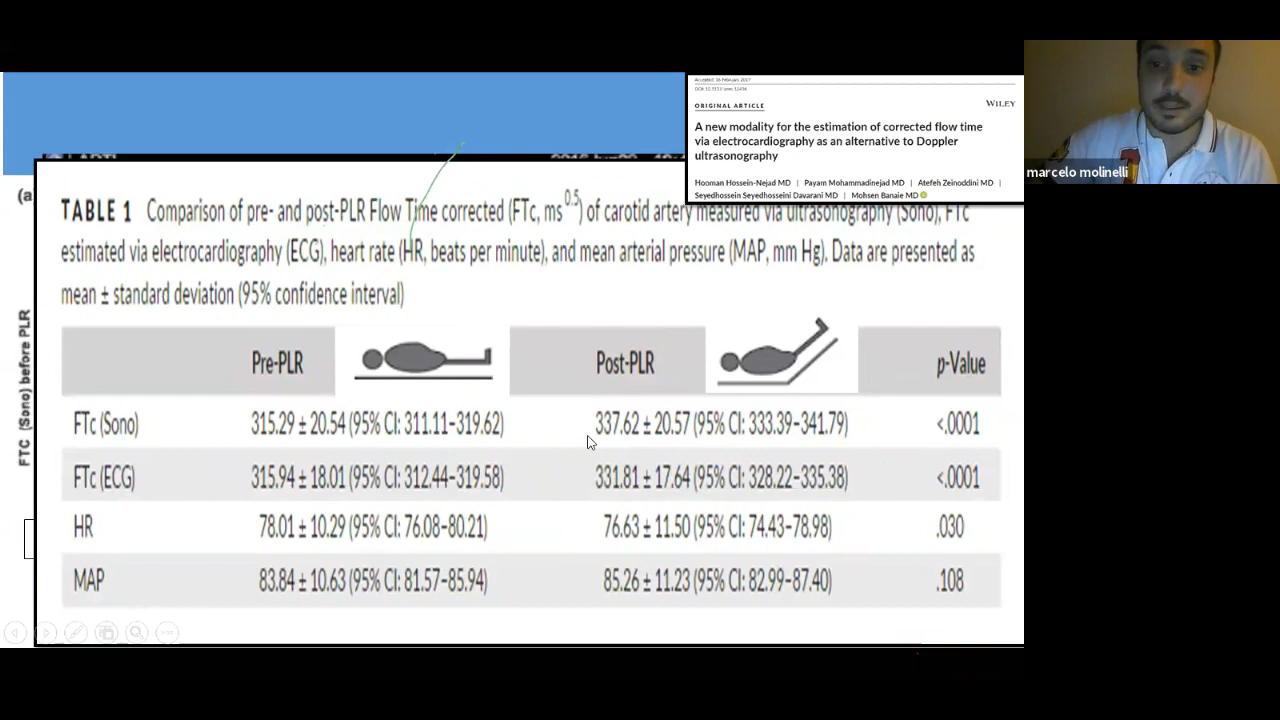 Accepted: 16 February 2017
ORIGINAL ARTICLE
WILEY
A new modality for the estimation of corrected flow time
via electrocardiography as an alternative to Doppler
ultrasonography
Hooman Hossein-Nejad MD | Payam Mohammadinejad MD | Atefeh Zeinoddini MD |
Seyedhossein Seyedhosseini Davarani MD | Mohsen Banaie MD
marcelo molinelli
(a
FTC (Sono) before PLR
TABLE 1 Comparison of pre- and post-PLR Flow Time corrected (FTc, ms0.5) of carotid artery measured via ultrasonography (Sono), FTc
estimated via electrocardiography (ECG), heart rate (HR, beats per minute), and mean arterial pressure (MAP, mm Hg). Data are presented as
mean ± standard deviation (95% confidence interval)
Pre-PLR Post-PLR p-Value
FTc (Sono) 315.29 ± 20.54 (95% CI: 311.11–319.62) 337.62 ± 20.57 (95% CI: 333.39–341.79) <.0001
FTc (ECG) 315.94 ± 18.01 (95% CI: 312.44–319.58) 331.81 ± 17.64 (95% CI: 328.22–335.38) <.0001
HR 78.01 ± 10.29 (95% CI: 76.08–80.21) 76.63 ± 11.50 (95% CI: 74.43–78.98) .030
MAP 83.84 ± 10.63 (95% CI: 81.57–85.94) 85.26 ± 11.23 (95% CI: 82.99–87.40) .108